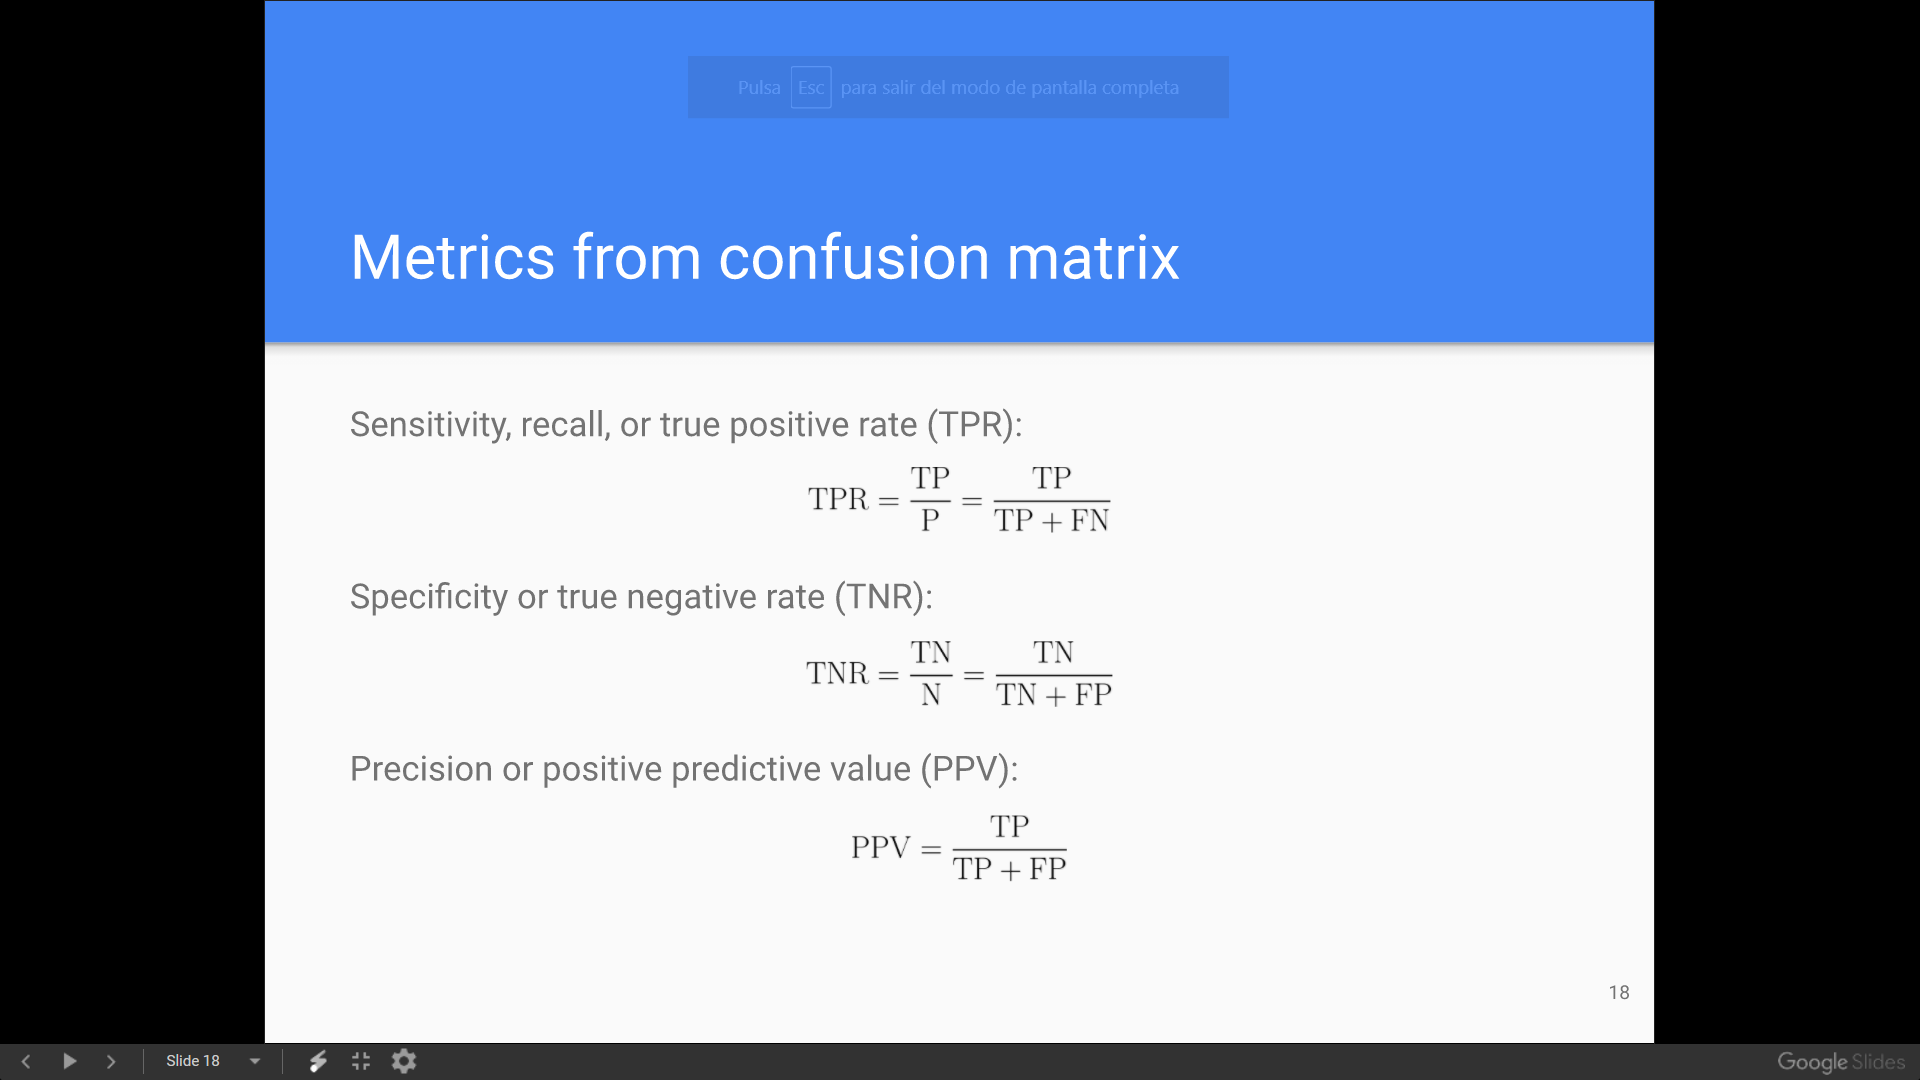 Pulsa Esc para salir del modo de pantalla completa
Metrics from confusion matrix
Sensitivity, recall, or true positive rate (TPR):
TPR = TP/P = TP/(TP + FN)
Specificity or true negative rate (TNR):
TNR = TN/N = TN/(TN + FP)
Precision or positive predictive value (PPV):
PPV = TP/(TP + FP)
18
Slide 18
Google Slides